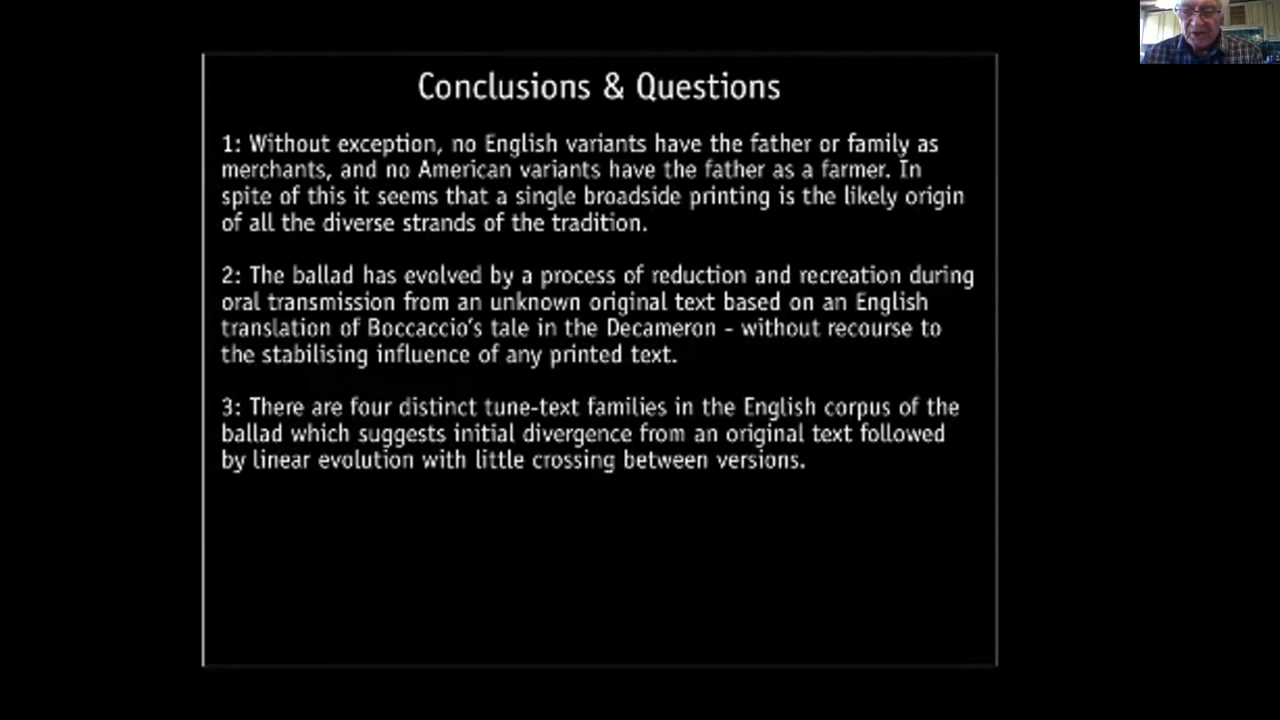 Conclusions & Questions
1: Without exception, no English variants have the father or family as
merchants, and no American variants have the father as a farmer. In
spite of this it seems that a single broadside printing is the likely origin
of all the diverse strands of the tradition.
2: The ballad has evolved by a process of reduction and recreation during
oral transmission from an unknown original text based on an English
translation of Boccaccio's tale in the Decameron - without recourse to
the stabilising influence of any printed text.
3: There are four distinct tune-text families in the English corpus of the
ballad which suggests initial divergence from an original text followed
by linear evolution with little crossing between versions.